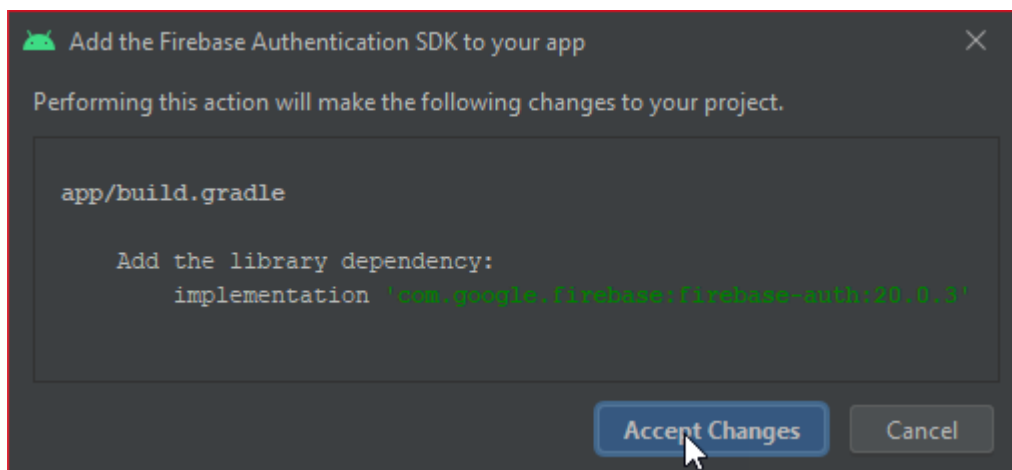 Add the Firebase Authentication SDK to your app
Performing this action will make the following changes to your project.
app/build.gradle
Add the library dependency:
implementation 'com.google.firebase:firebase-auth:20.0.3'
Accept Changes
Cancel